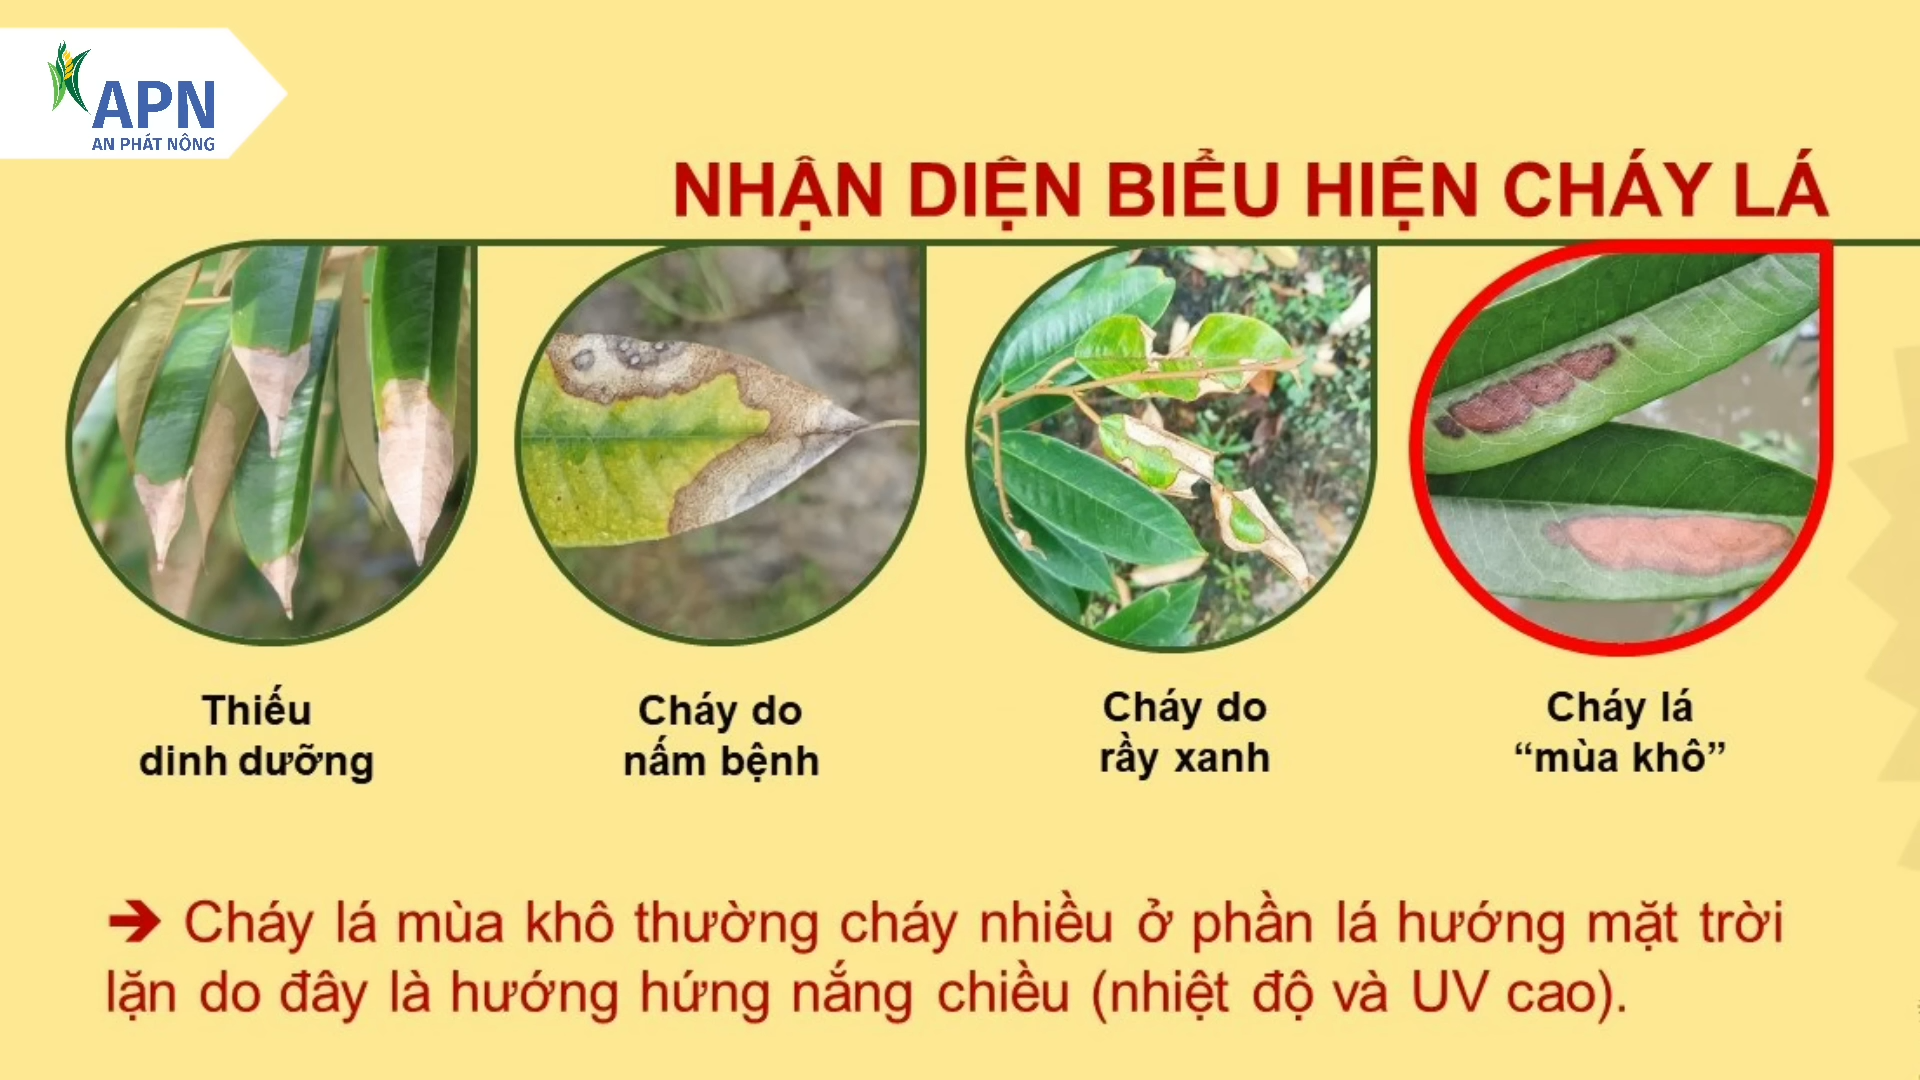 APN
AN PHÁT NÔNG
NHẬN DIỆN BIỂU HIỆN CHÁY LÁ
Thiếu
dinh dưỡng
Cháy do
nấm bệnh
Cháy do
rầy xanh
Cháy lá
“mùa khô”
➔ Cháy lá mùa khô thường cháy nhiều ở phần lá hướng mặt trời
lặn do đây là hướng hứng nắng chiều (nhiệt độ và UV cao).